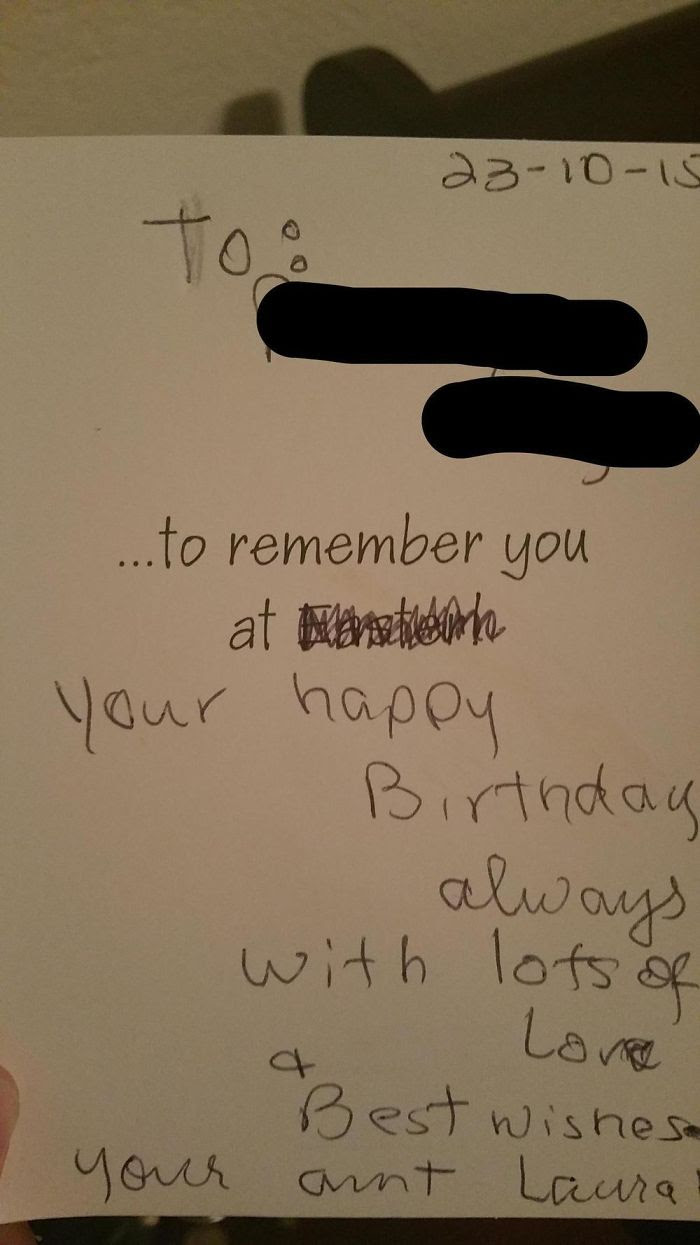 23-10-15
To:
...to remember you
at Easter
your happy
Birthday
always
with lots of
Love
&
Best wishes
your aunt Laura